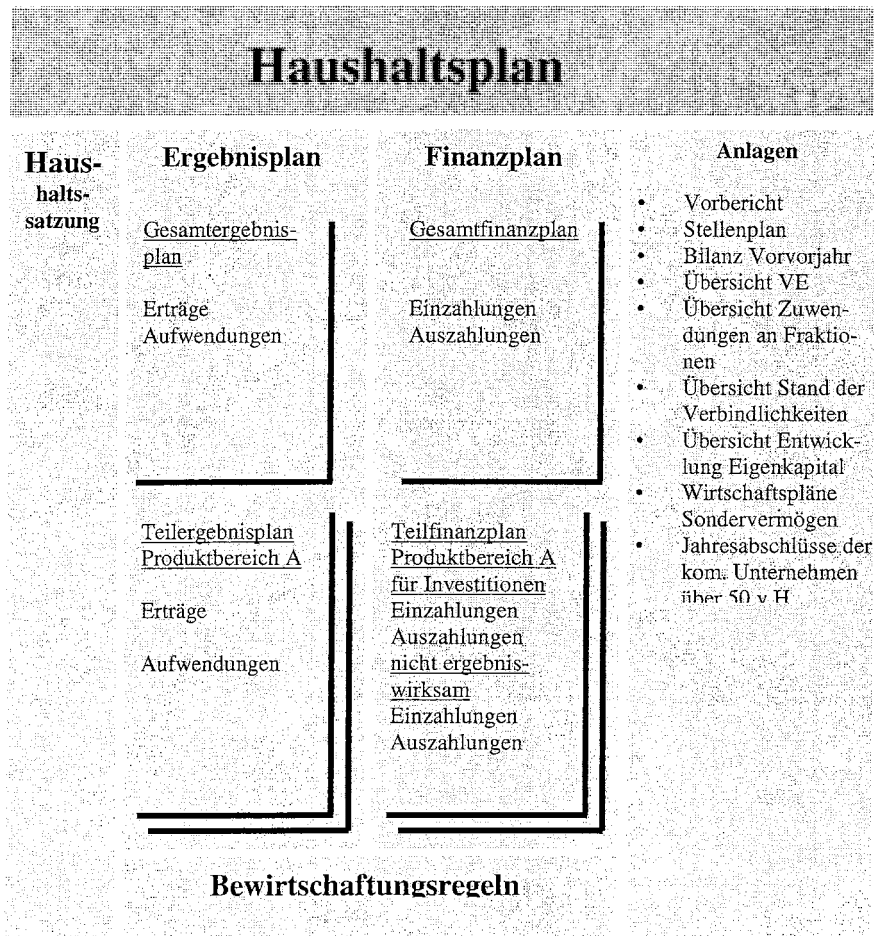 Haushaltsplan
Haus-
halts-
satzung
Ergebnisplan
Gesamtergebnis-
plan
Erträge
Aufwendungen
Teilergebnisplan
Produktbereich A
Erträge
Aufwendungen
Finanzplan
Gesamtfinanzplan
Einzahlungen
Auszahlungen
Teilfinanzplan
Produktbereich A
für Investitionen
Einzahlungen
Auszahlungen
nicht ergebnis-
wirksam
Einzahlungen
Auszahlungen
Anlagen
• Vorbericht
• Stellenplan
• Bilanz Vorvorjahr
• Übersicht VE
• Übersicht Zuwen-
dungen an Fraktio-
nen
• Übersicht Stand der
Verbindlichkeiten
• Übersicht Entwick-
lung Eigenkapital
• Wirtschaftspläne
Sondervermögen
• Jahresabschlüsse der
kom. Unternehmen
über 50 v H
Bewirtschaftungsregeln